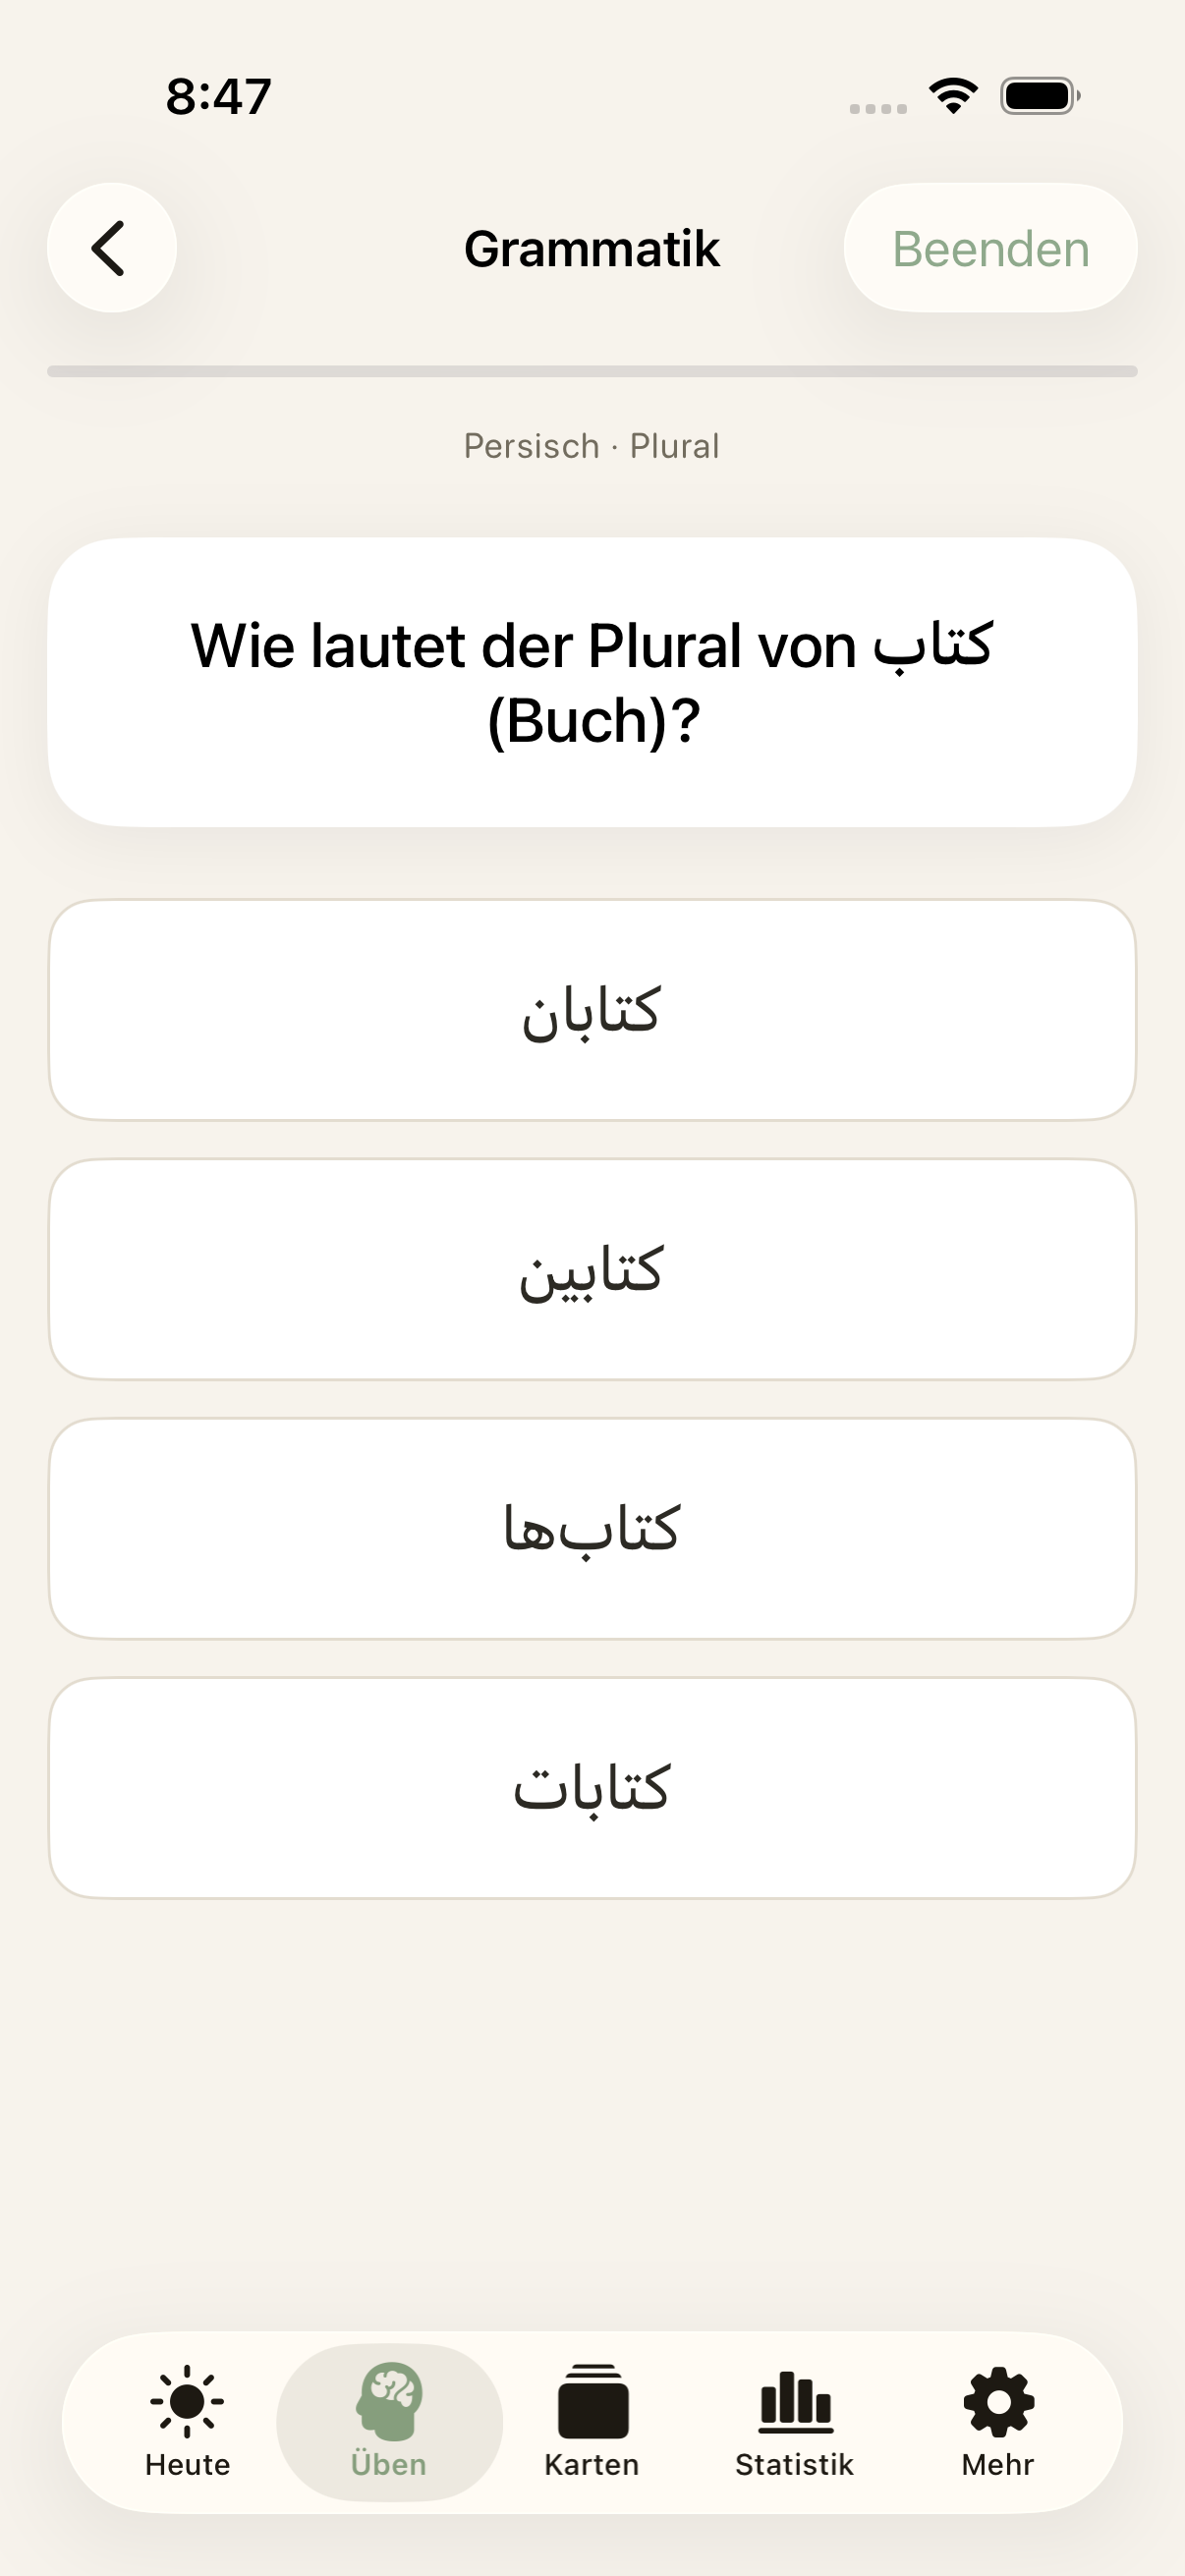 8:47
Grammatik
Beenden
Persisch · Plural
Wie lautet der Plural von کتاب
(Buch)?
کتابان
کتابین
کتاب‌ها
کتابات
Heute
Üben
Karten
Statistik
Mehr